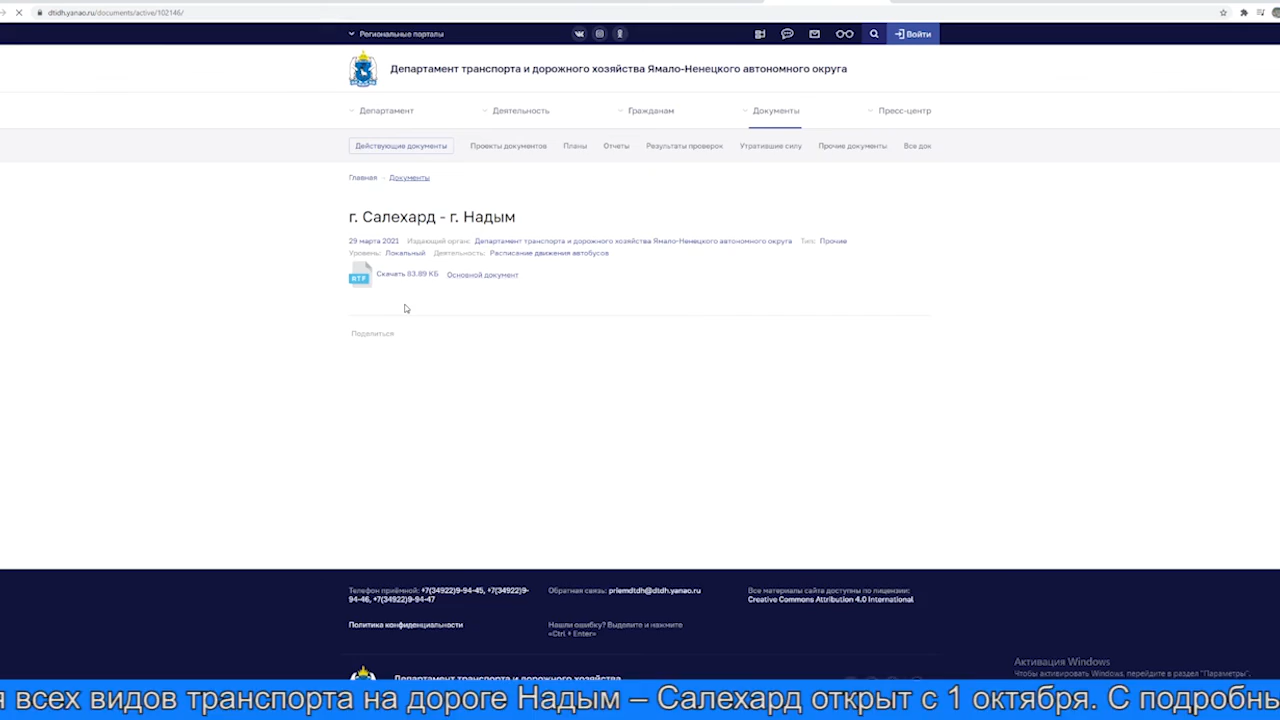 dtidh.yanao.ru/documents/active/102146/
Региональные порталы
Войти
Департамент транспорта и дорожного хозяйства Ямало-Ненецкого автономного округа
Департамент Деятельность Гражданам Документы Пресс-центр
Действующие документы Проекты документов Планы Отчеты Результаты проверок Утратившие силу Прочие документы Все док
Главная – Документы
г. Салехард - г. Надым
29 марта 2021 Издающий орган: Департамент транспорта и дорожного хозяйства Ямало-Ненецкого автономного округа Тип: Прочие
Уровень: Локальный Деятельность: Расписание движения автобусов
RTF Скачать 83.89 КБ Основной документ
Поделиться
Телефон приёмной: +7(34922)9-94-45, +7(34922)9-
94-46, +7(34922)9-94-47
Обратная связь: priemdtdh@dtdh.yanao.ru
Все материалы сайта доступны по лицензии:
Creative Commons Attribution 4.0 International
Политика конфиденциальности
Нашли ошибку? Выделите и нажмите
«Ctrl + Enter»
Активация Windows
Чтобы активировать Windows, перейдите в раздел "Параметры".
Департамент транспорта и дорожного хозяйства
я всех видов транспорта на дороге Надым – Салехард открыт с 1 октября. С подробны